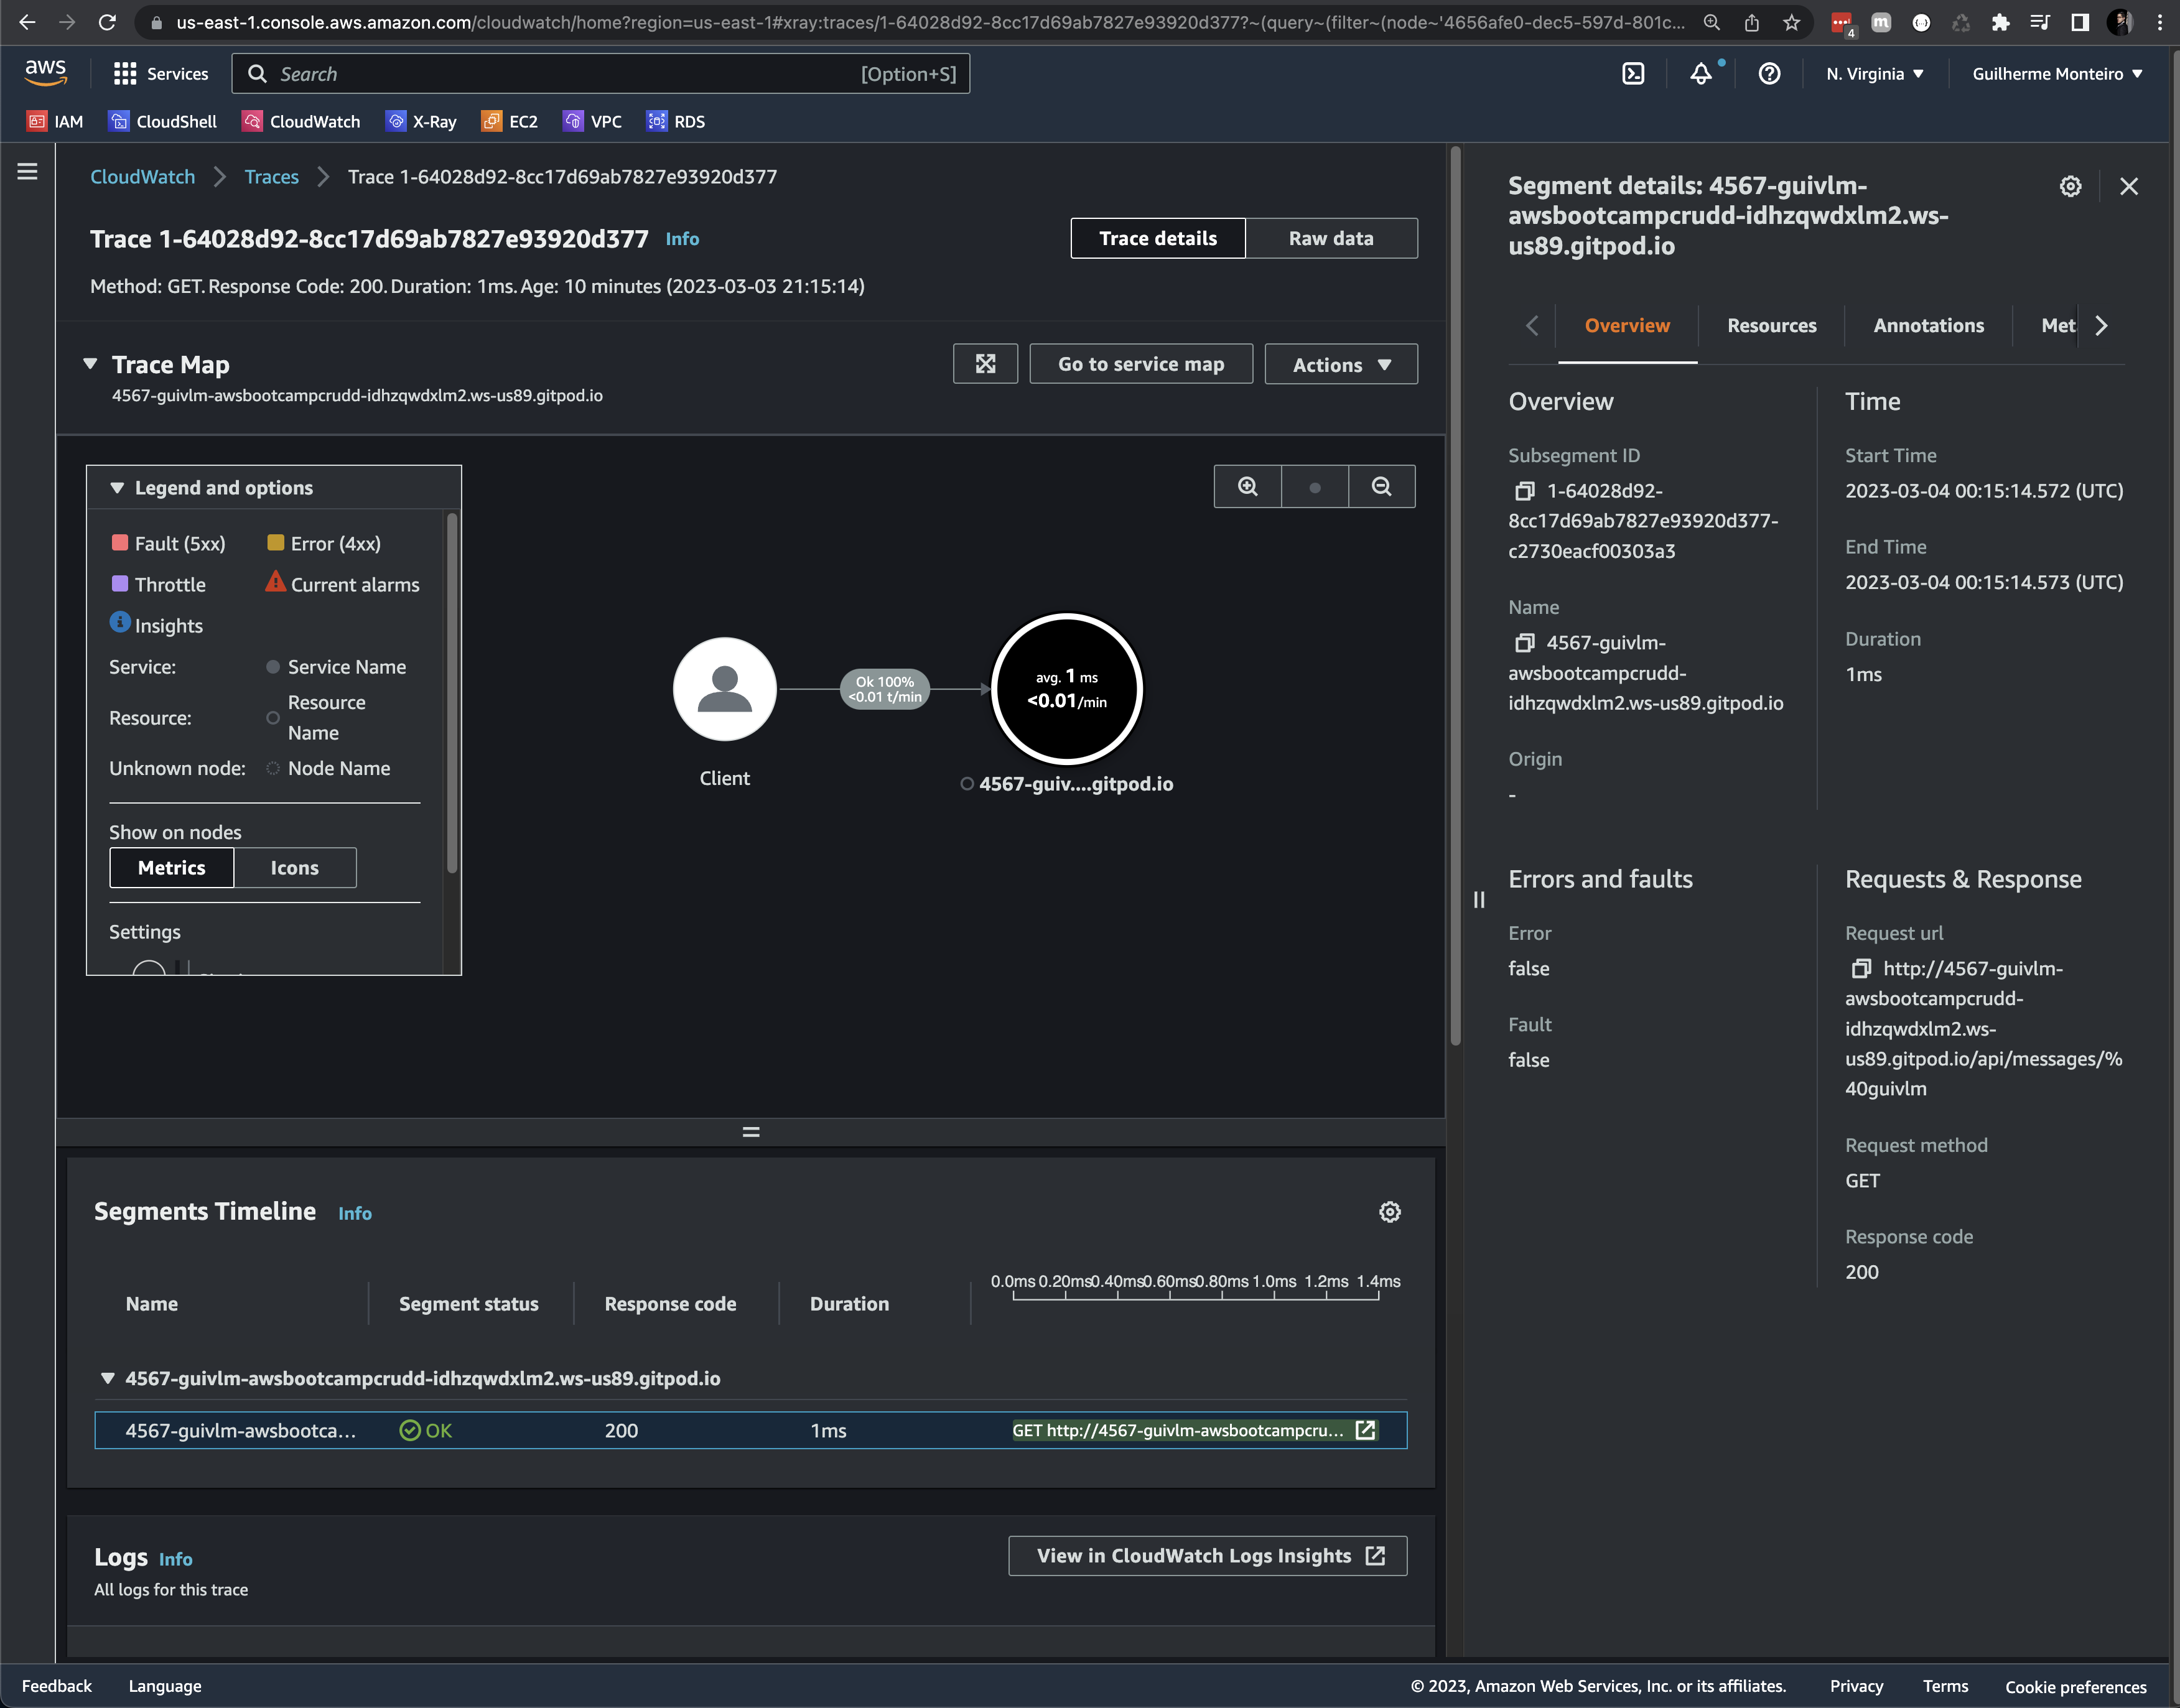 us-east-1.console.aws.amazon.com/cloudwatch/home?region=us-east-1#xray:traces/1-64028d92-8cc17d69ab7827e93920d377?~(query~(filter~(node~'4656afe0-dec5-597d-801c...
4
aws
Services
Search
[Option+S]
N. Virginia
Guilherme Monteiro
IAM
CloudShell
CloudWatch
X-Ray
EC2
VPC
RDS
CloudWatch
Traces
Trace 1-64028d92-8cc17d69ab7827e93920d377
Trace 1-64028d92-8cc17d69ab7827e93920d377 Info
Trace details
Raw data
Method: GET. Response Code: 200. Duration: 1ms. Age: 10 minutes (2023-03-03 21:15:14)
Trace Map
4567-guivlm-awsbootcampcrudd-idhzqwdxlm2.ws-us89.gitpod.io
Go to service map
Actions
Legend and options
Fault (5xx)
Error (4xx)
Throttle
Current alarms
Insights
Service:
Service Name
Resource:
Resource
Name
Unknown node:
Node Name
Show on nodes
Metrics
Icons
Settings
Client
Ok 100%
<0.01 t/min
avg. 1 ms
<0.01/min
4567-guiv....gitpod.io
Segments Timeline Info
Name
Segment status
Response code
Duration
0.0ms 0.20ms 0.40ms 0.60ms 0.80ms 1.0ms 1.2ms 1.4ms
4567-guivlm-awsbootcampcrudd-idhzqwdxlm2.ws-us89.gitpod.io
4567-guivlm-awsbootca...
OK
200
1ms
GET http://4567-guivlm-awsbootcampcru...
Logs Info
All logs for this trace
View in CloudWatch Logs Insights
Segment details: 4567-guivlm-
awsbootcampcrudd-idhzqwdxlm2.ws-
us89.gitpod.io
Overview
Resources
Annotations
Met
Overview
Subsegment ID
1-64028d92-
8cc17d69ab7827e93920d377-
c2730eacf00303a3
Name
4567-guivlm-
awsbootcampcrudd-
idhzqwdxlm2.ws-us89.gitpod.io
Origin
-
Time
Start Time
2023-03-04 00:15:14.572 (UTC)
End Time
2023-03-04 00:15:14.573 (UTC)
Duration
1ms
Errors and faults
Error
false
Fault
false
Requests & Response
Request url
http://4567-guivlm-
awsbootcampcrudd-
idhzqwdxlm2.ws-
us89.gitpod.io/api/messages/%
40guivlm
Request method
GET
Response code
200
Feedback
Language
© 2023, Amazon Web Services, Inc. or its affiliates.
Privacy
Terms
Cookie preferences